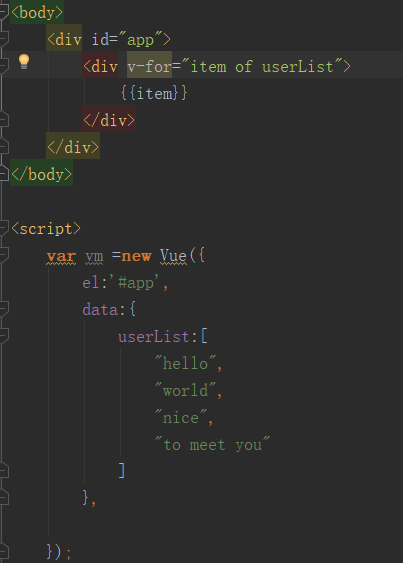 <body>
    <div id="app">
        <div v-for="item of userList">
            {{item}}
        </div>
    </div>
</body>

<script>
    var vm =new Vue({
        el:'#app',
        data:{
            userList:[
                "hello",
                "world",
                "nice",
                "to meet you"
            ]
        },

    });